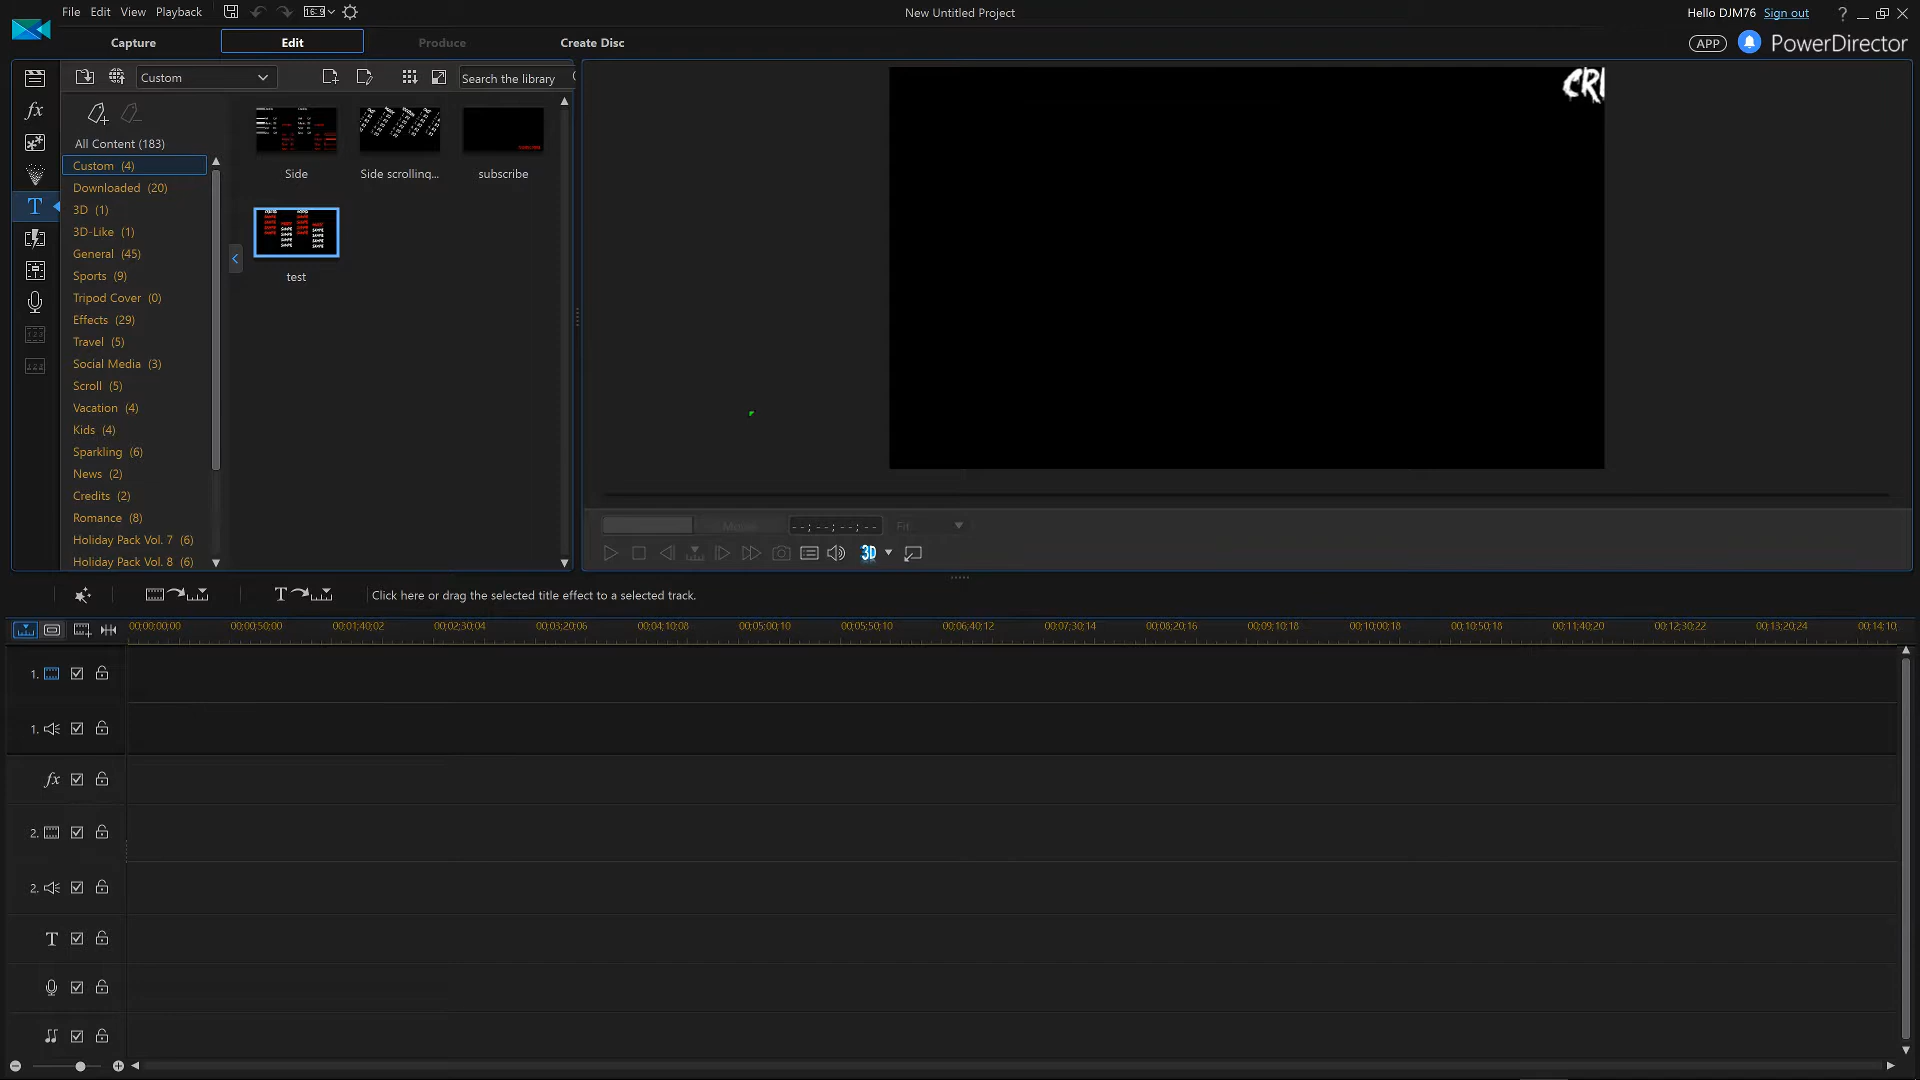 File Edit View Playback 16:9 New Untitled Project Hello DJM76 Sign out ?
Capture Edit Produce Create Disc APP PowerDirector
Custom Search the library
CRI
All Content (183)
Custom (4)
Downloaded (20)
3D (1)
3D-Like (1)
General (45)
Sports (9)
Tripod Cover (0)
Effects (29)
Travel (5)
Social Media (3)
Scroll (5)
Vacation (4)
Kids (4)
Sparkling (6)
News (2)
Credits (2)
Romance (8)
Holiday Pack Vol. 7 (6)
Holiday Pack Vol. 8 (6)
Side Side scrolling... subscribe
test
Movie --;--;--;-- Fit
3D
Click here or drag the selected title effect to a selected track.
00;00;00;00 00;00;50;00 00;01;40;02 00;02;30;04 00;03;20;06 00;04;10;08 00;05;00;10 00;05;50;10 00;06;40;12 00;07;30;14 00;08;20;16 00;09;10;18 00;10;00;18 00;10;50;18 00;11;40;20 00;12;30;22 00;13;20;24 00;14;10;
1.
1.
fx
2.
2.
T